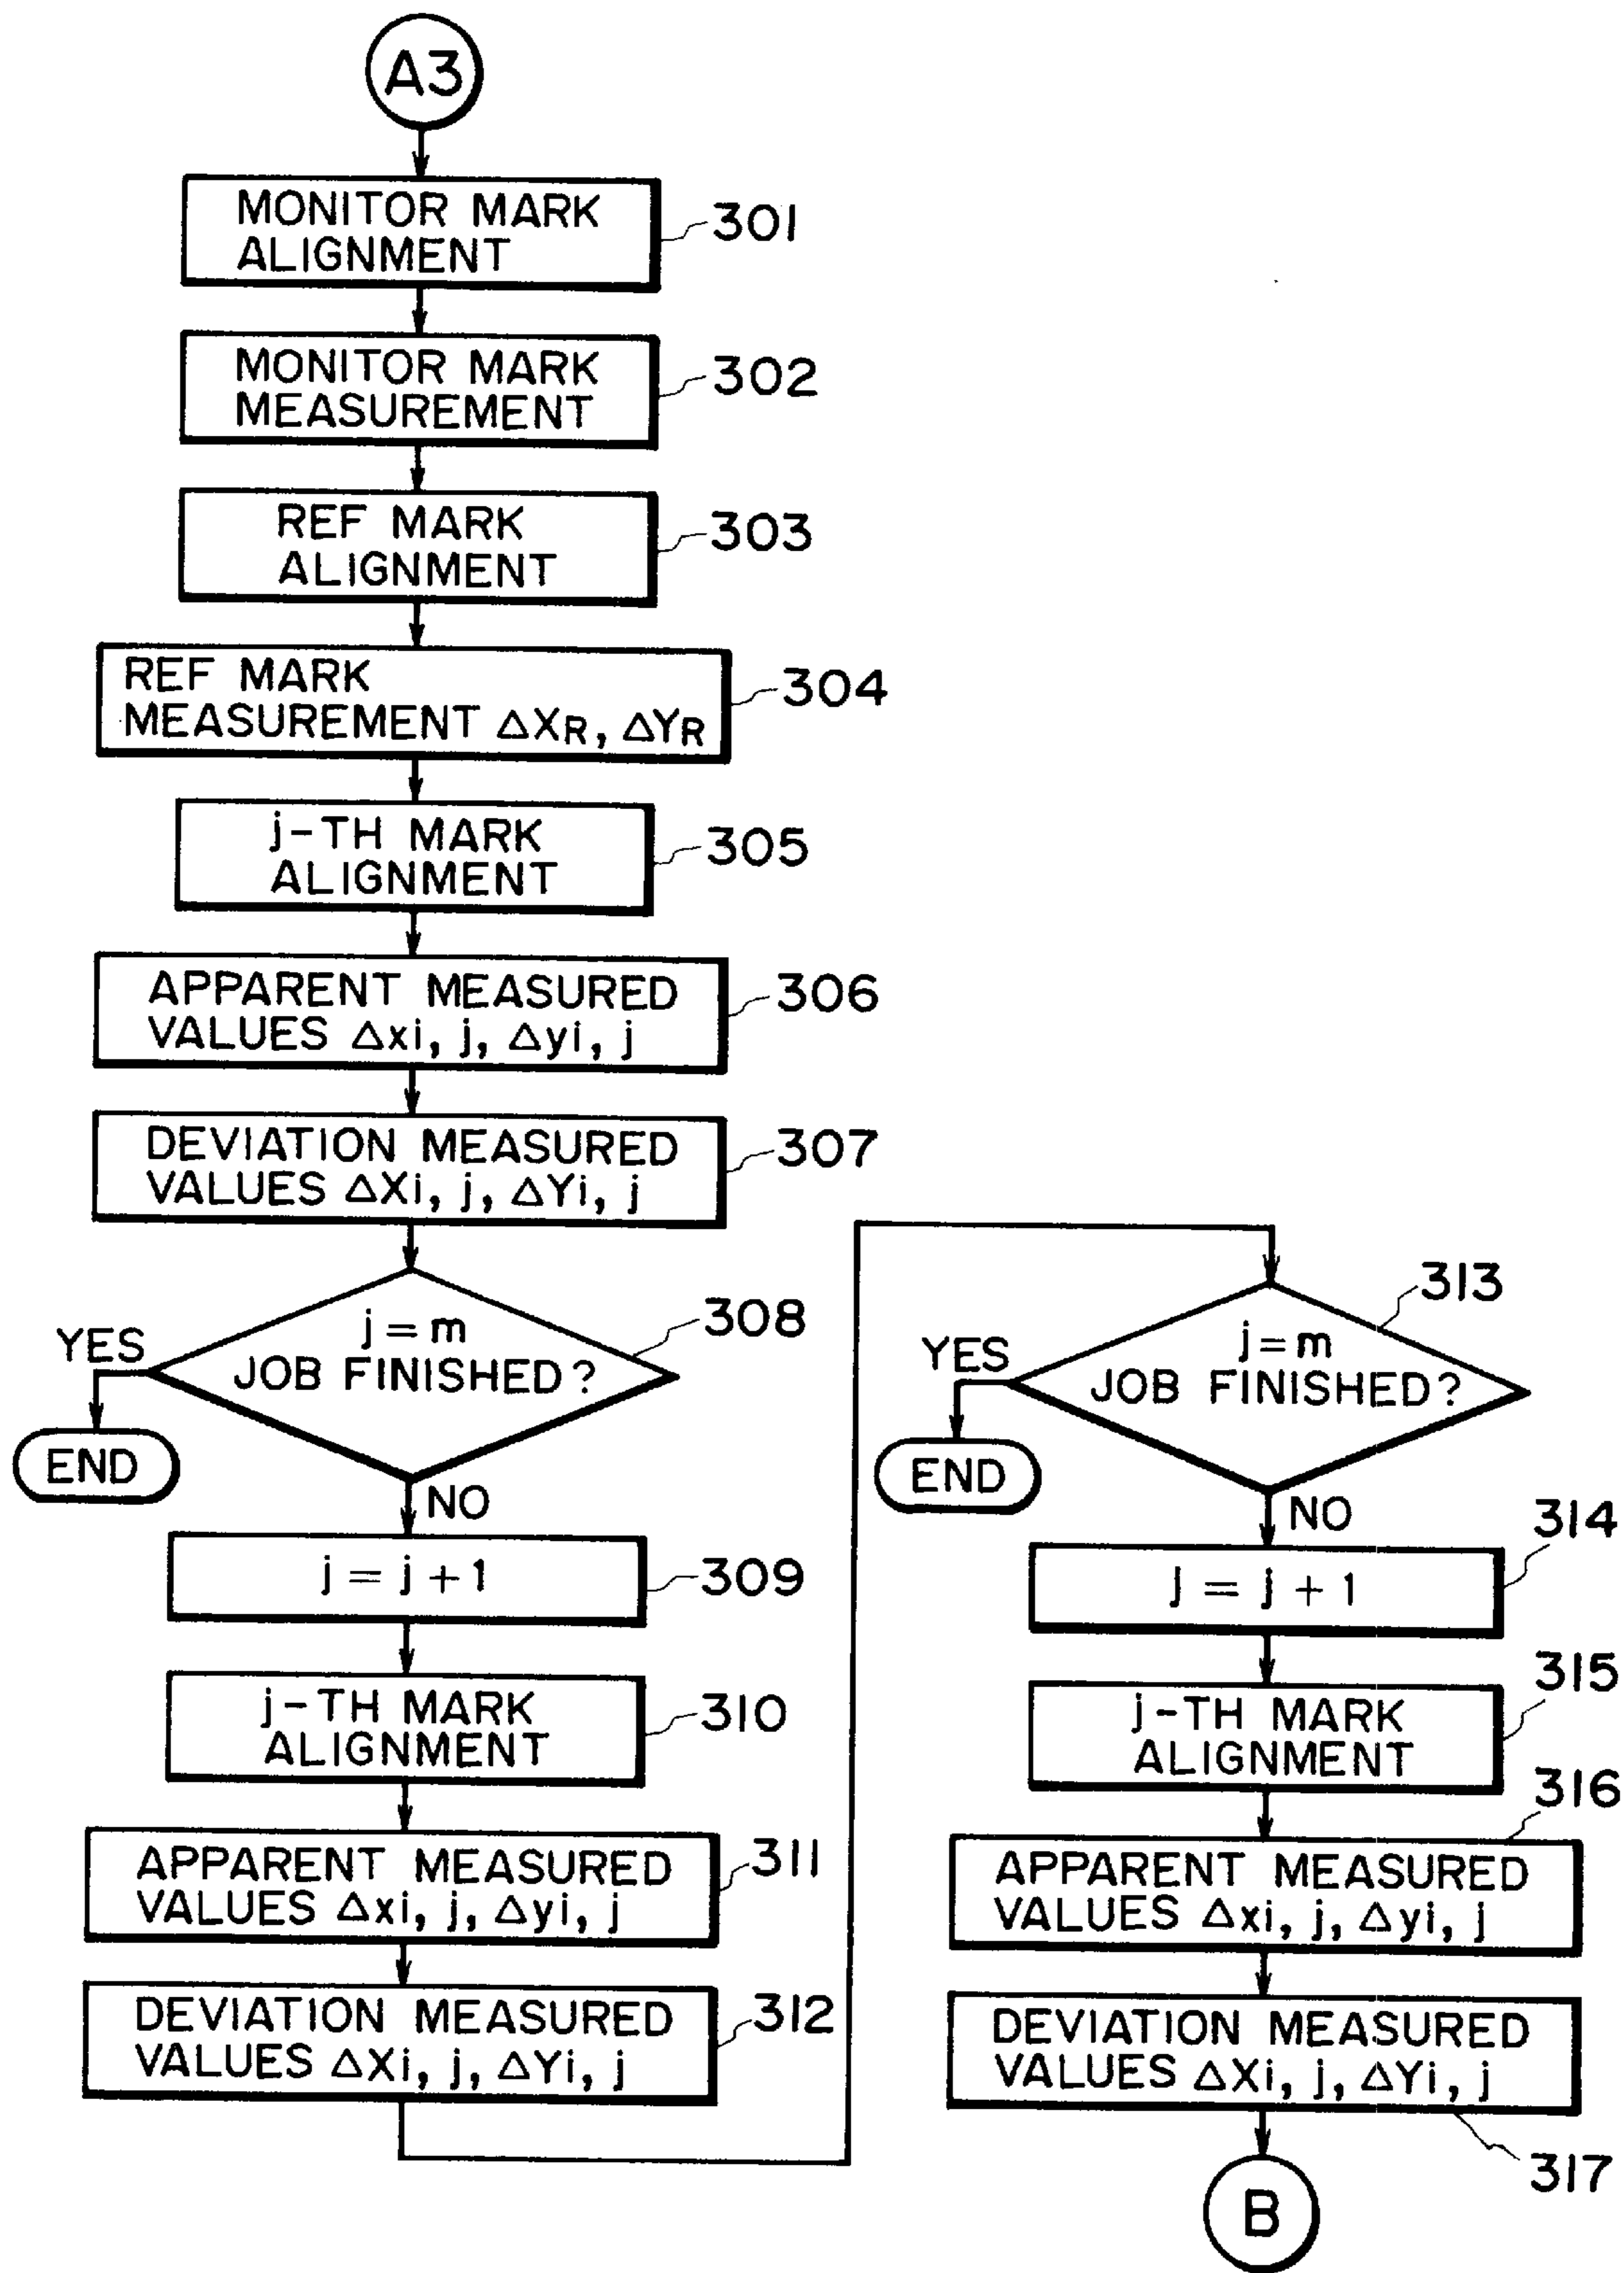 A3
MONITOR MARK
ALIGNMENT
301
MONITOR MARK
MEASUREMENT
302
REF MARK
ALIGNMENT
303
REF MARK
MEASUREMENT ΔXR, ΔYR
304
j-TH MARK
ALIGNMENT
305
APPARENT MEASURED
VALUES Δxi, j, Δyi, j
306
DEVIATION MEASURED
VALUES ΔXi, j, ΔYi, j
307
j = m
JOB FINISHED?
308
YES
END
NO
j = j + 1
309
j-TH MARK
ALIGNMENT
310
APPARENT MEASURED
VALUES Δxi, j, Δyi, j
311
DEVIATION MEASURED
VALUES ΔXi, j, ΔYi, j
312
j = m
JOB FINISHED?
313
YES
END
NO
j = j + 1
314
j-TH MARK
ALIGNMENT
315
APPARENT MEASURED
VALUES Δxi, j, Δyi, j
316
DEVIATION MEASURED
VALUES ΔXi, j, ΔYi, j
317
B